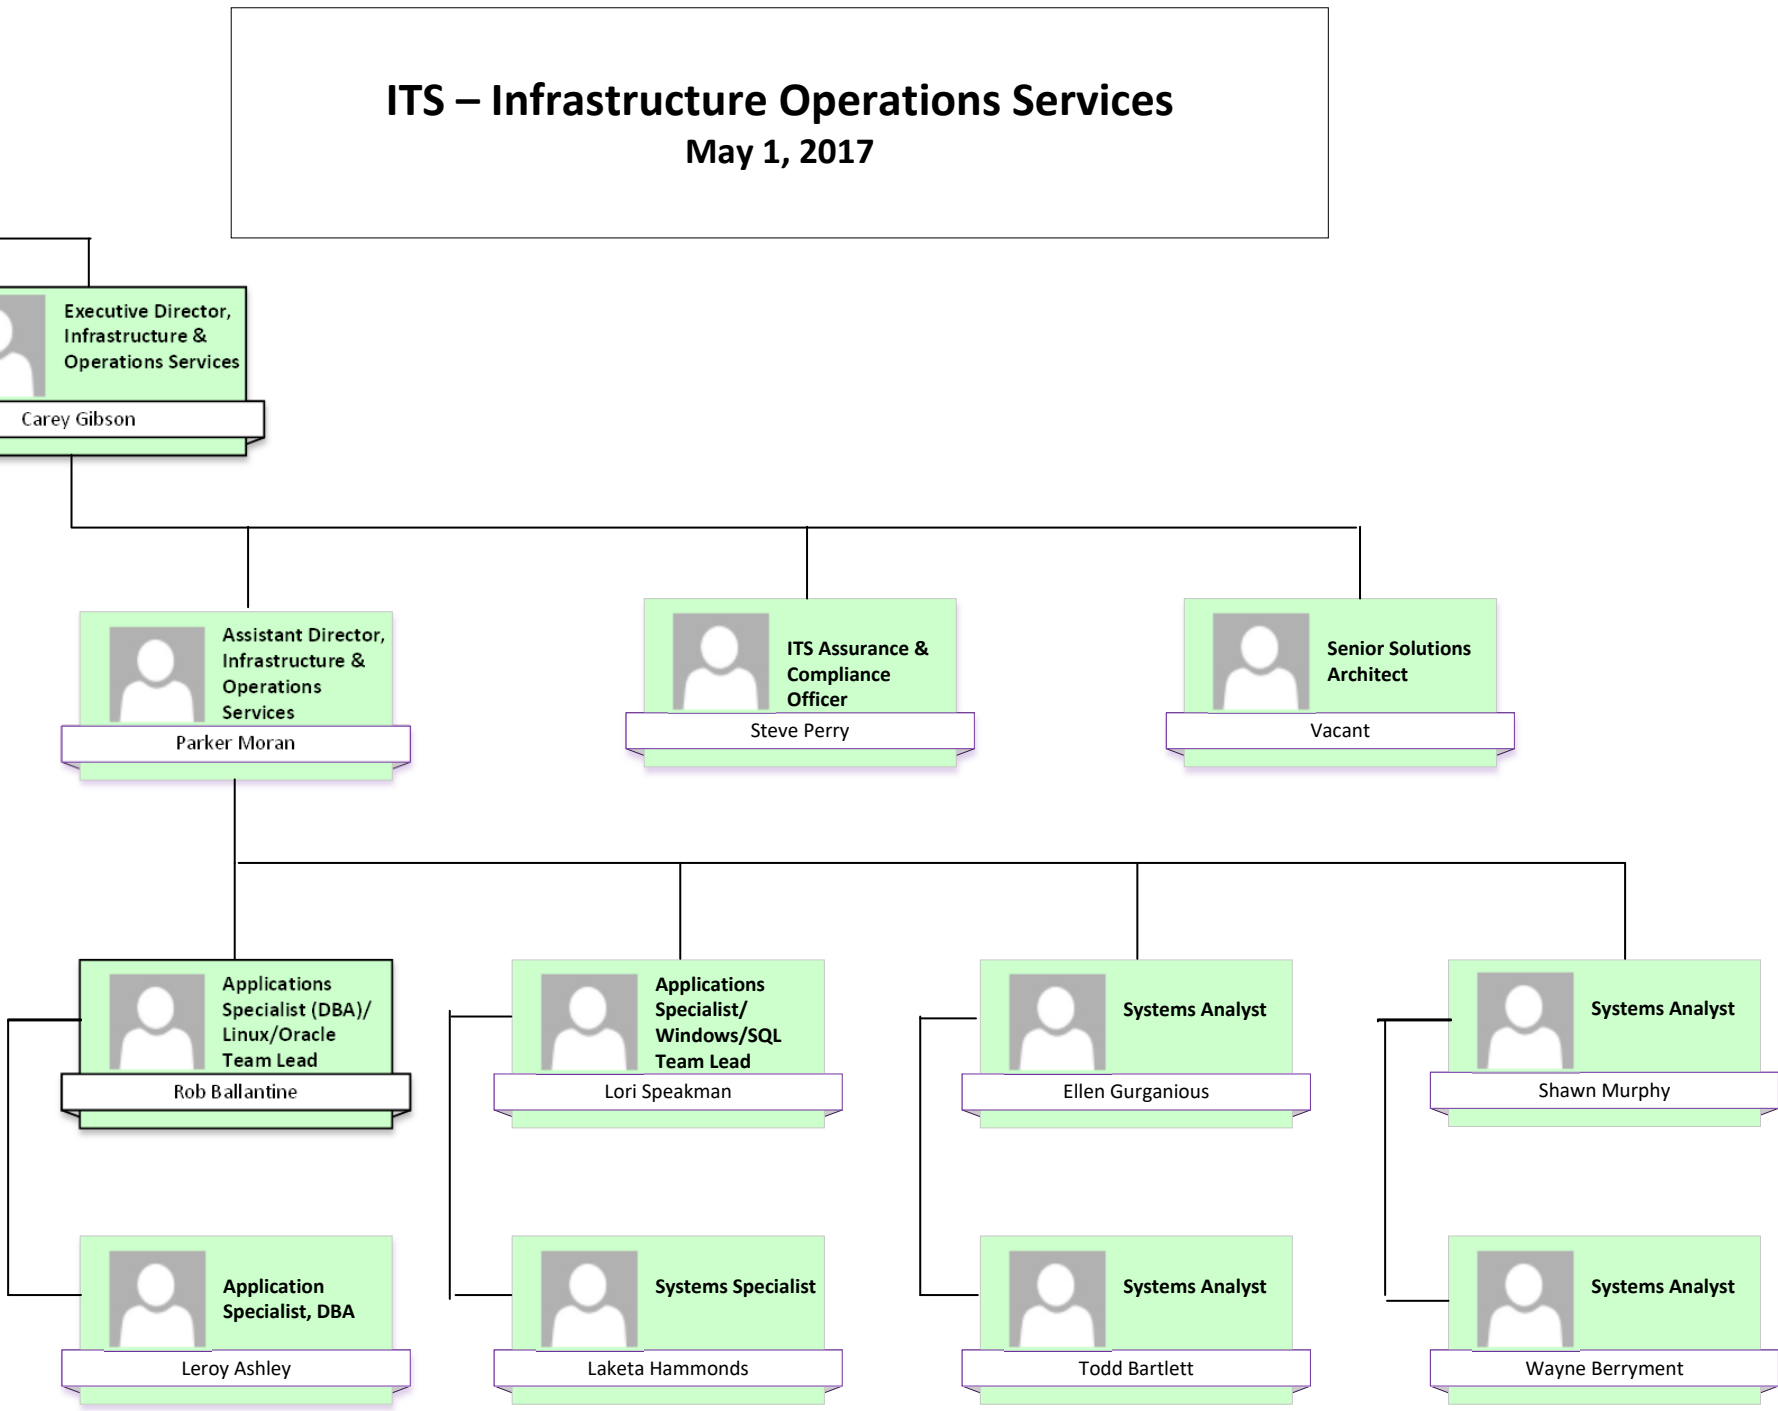 ITS – Infrastructure Operations Services
May 1, 2017
Executive Director,
Infrastructure &
Operations Services
Carey Gibson
Assistant Director,
Infrastructure &
Operations
Services
Parker Moran
ITS Assurance &
Compliance
Officer
Steve Perry
Senior Solutions
Architect
Vacant
Applications
Specialist (DBA)/
Linux/Oracle
Team Lead
Rob Ballantine
Applications
Specialist/
Windows/SQL
Team Lead
Lori Speakman
Systems Analyst
Ellen Gurganious
Systems Analyst
Shawn Murphy
Application
Specialist, DBA
Leroy Ashley
Systems Specialist
Laketa Hammonds
Systems Analyst
Todd Bartlett
Systems Analyst
Wayne Berryment